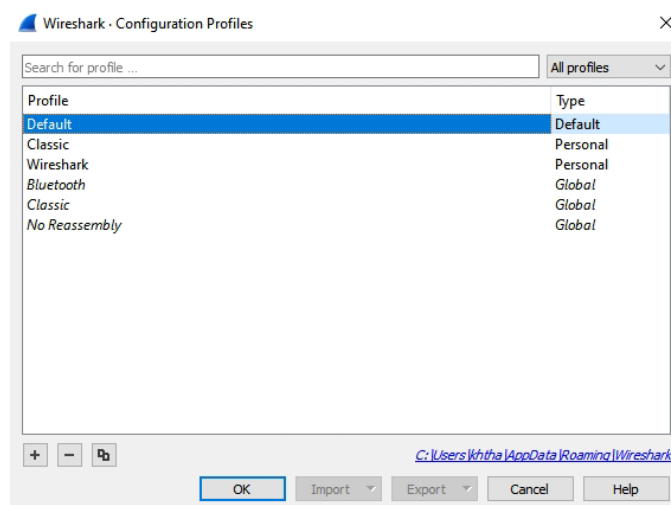 Wireshark · Configuration Profiles
Search for profile ... All profiles
Profile Type
Default Default
Classic Personal
Wireshark Personal
Bluetooth Global
Classic Global
No Reassembly Global
C:\Users\khtha\AppData\Roaming\Wireshark
OK Import Export Cancel Help